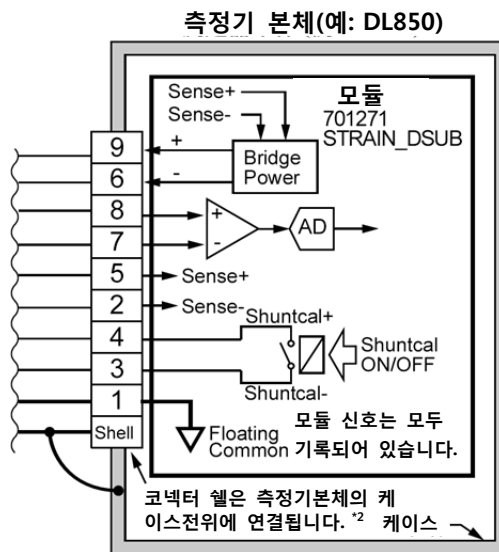 측정기 본체(예: DL850)
Sense+
Sense-
모듈
701271
STRAIN_DSUB
9
+
6
-
Bridge
Power
8
+
7
-
AD
5
Sense+
2
Sense-
4
Shuntcal+
3
Shuntcal
ON/OFF
Shuntcal-
1
Floating
Common
모듈 신호는 모두
기록되어 있습니다.
Shell
코넥터 쉘은 측정기본체의 케
이스전위에 연결됩니다. *2
케이스